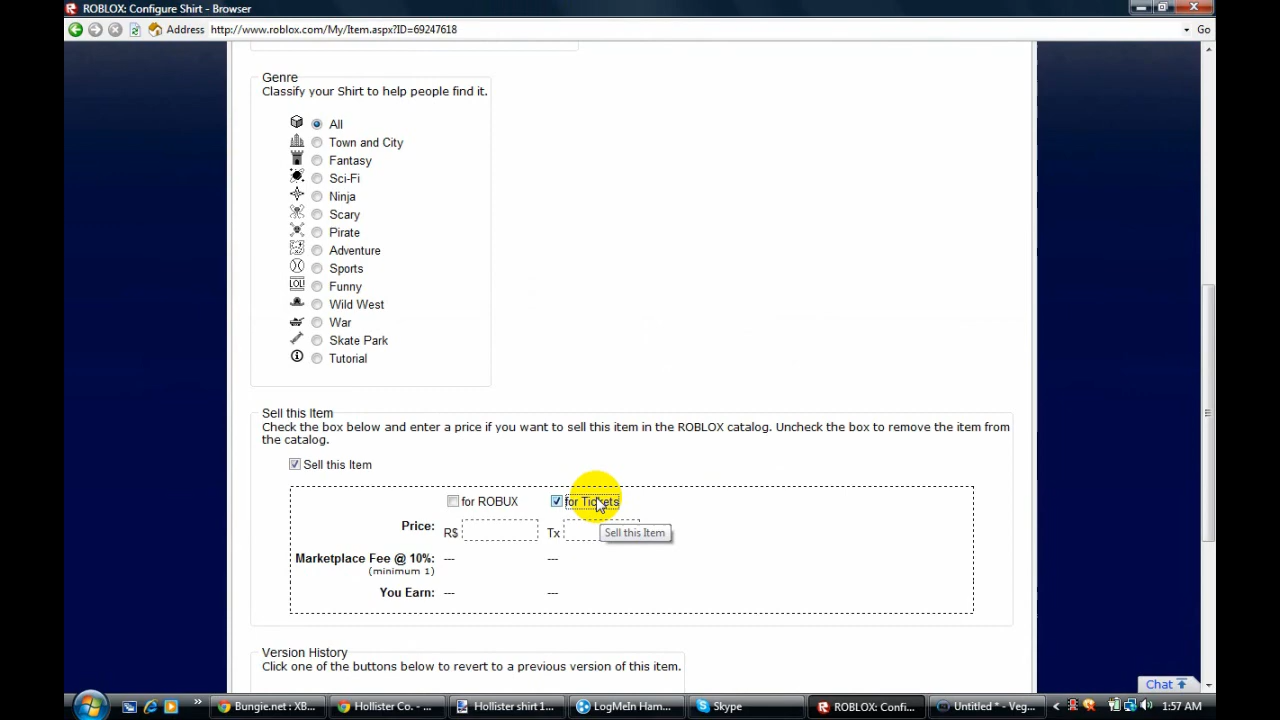 ROBLOX: Configure Shirt - Browser
Address http://www.roblox.com/My/Item.aspx?ID=69247618 Go
Genre
Classify your Shirt to help people find it.
All
Town and City
Fantasy
Sci-Fi
Ninja
Scary
Pirate
Adventure
Sports
LOL! Funny
Wild West
War
Skate Park
Tutorial
Sell this Item
Check the box below and enter a price if you want to sell this item in the ROBLOX catalog. Uncheck the box to remove the item from
the catalog.
Sell this Item
for ROBUX for Tickets
Price: R$ Tx
Sell this Item
Marketplace Fee @ 10%: --- ---
(minimum 1)
You Earn: --- ---
Version History
Click one of the buttons below to revert to a previous version of this item.
Chat
Bungie.net : XB... Hollister Co. - ... Hollister shirt 1... LogMeIn Ham... Skype ROBLOX: Confi... Untitled * - Veg... 1:57 AM